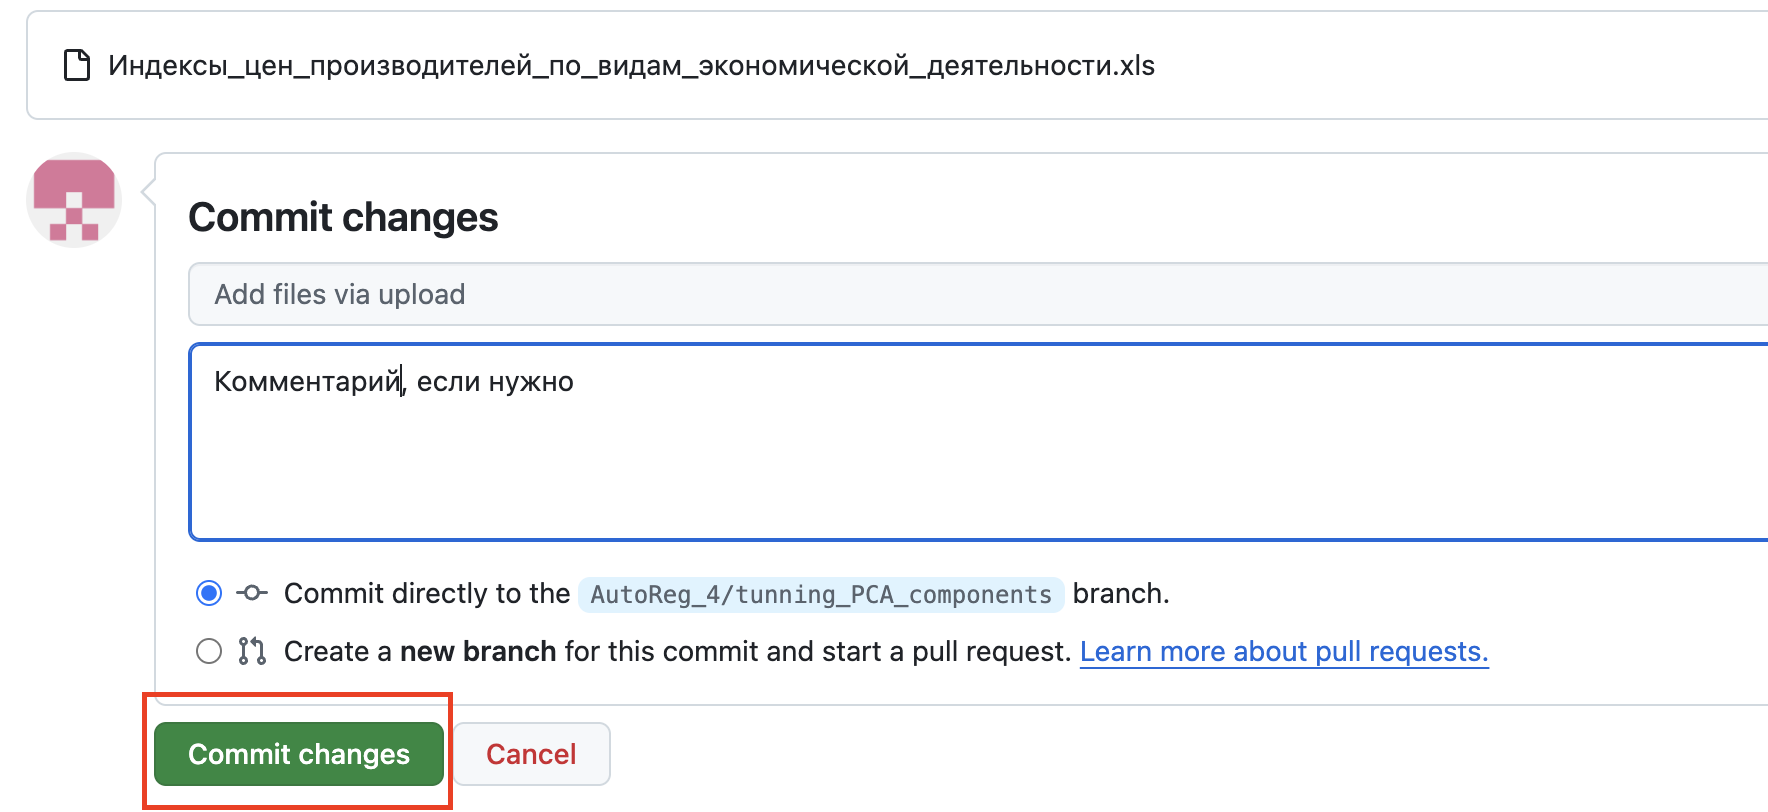 Индексы_цен_производителей_по_видам_экономической_деятельности.xls
Commit changes
Add files via upload
Комментарий, если нужно
Commit directly to the AutoReg_4/tunning_PCA_components branch.
Create a new branch for this commit and start a pull request. Learn more about pull requests.
Commit changes Cancel